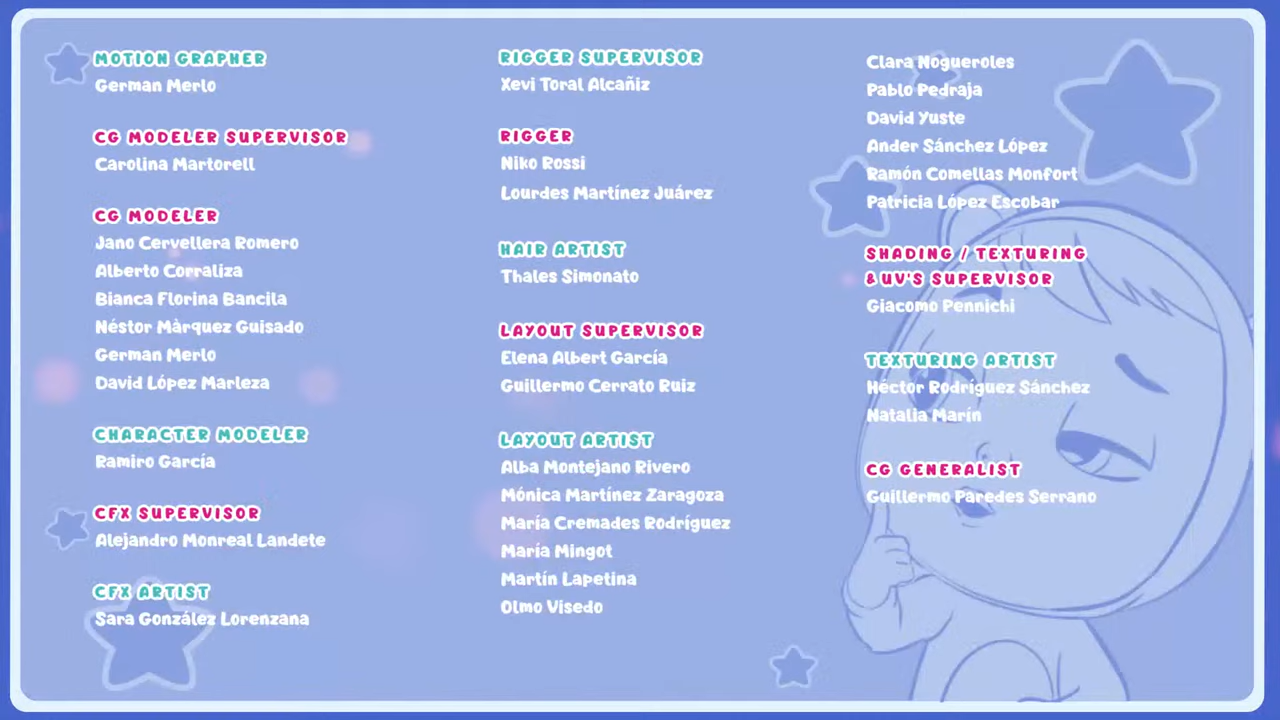 MOTION GRAPHER
German Merlo
CG MODELER SUPERVISOR
Carolina Martorell
CG MODELER
Jano Cervellera Romero
Alberto Corraliza
Bianca Florina Bancila
Néstor Màrquez Guisado
German Merlo
David López Marleza
CHARACTER MODELER
Ramiro García
CFX SUPERVISOR
Alejandro Monreal Landete
CFX ARTIST
Sara González Lorenzana
RIGGER SUPERVISOR
Xevi Toral Alcañiz
RIGGER
Niko Rossi
Lourdes Martínez Juárez
HAIR ARTIST
Thales Simonato
LAYOUT SUPERVISOR
Elena Albert García
Guillermo Cerrato Ruiz
LAYOUT ARTIST
Alba Montejano Rivero
Mónica Martínez Zaragoza
María Cremades Rodríguez
María Mingot
Martín Lapetina
Olmo Visedo
Clara Nogueroles
Pablo Pedraja
David Yuste
Ander Sánchez López
Ramón Comellas Monfort
Patricia López Escobar
SHADING / TEXTURING
& UV'S SUPERVISOR
Giacomo Pennichi
TEXTURING ARTIST
Héctor Rodríguez Sánchez
Natalia Marín
CG GENERALIST
Guillermo Paredes Serrano